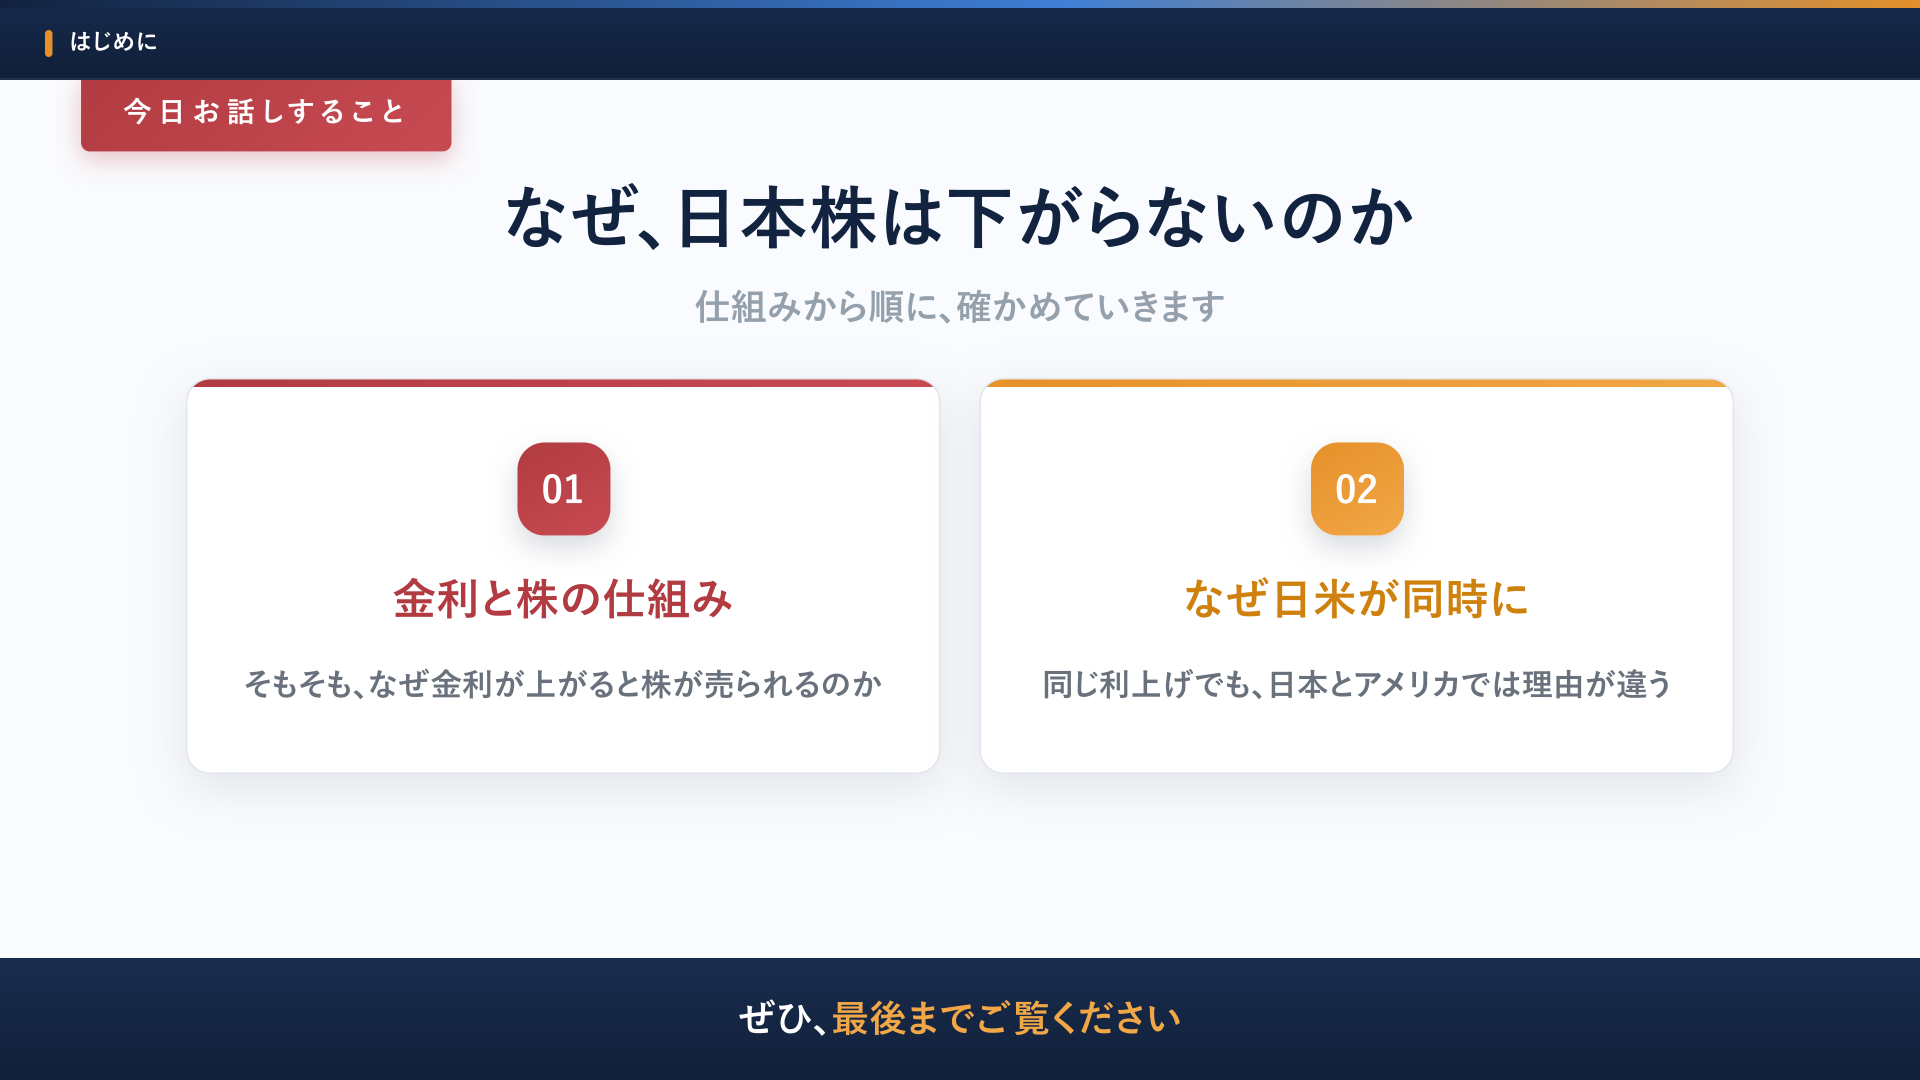 はじめに
今日お話しすること
なぜ、日本株は下がらないのか
仕組みから順に、確かめていきます
01
金利と株の仕組み
そもそも、なぜ金利が上がると株が売られるのか
02
なぜ日米が同時に
同じ利上げでも、日本とアメリカでは理由が違う
ぜひ、最後までご覧ください